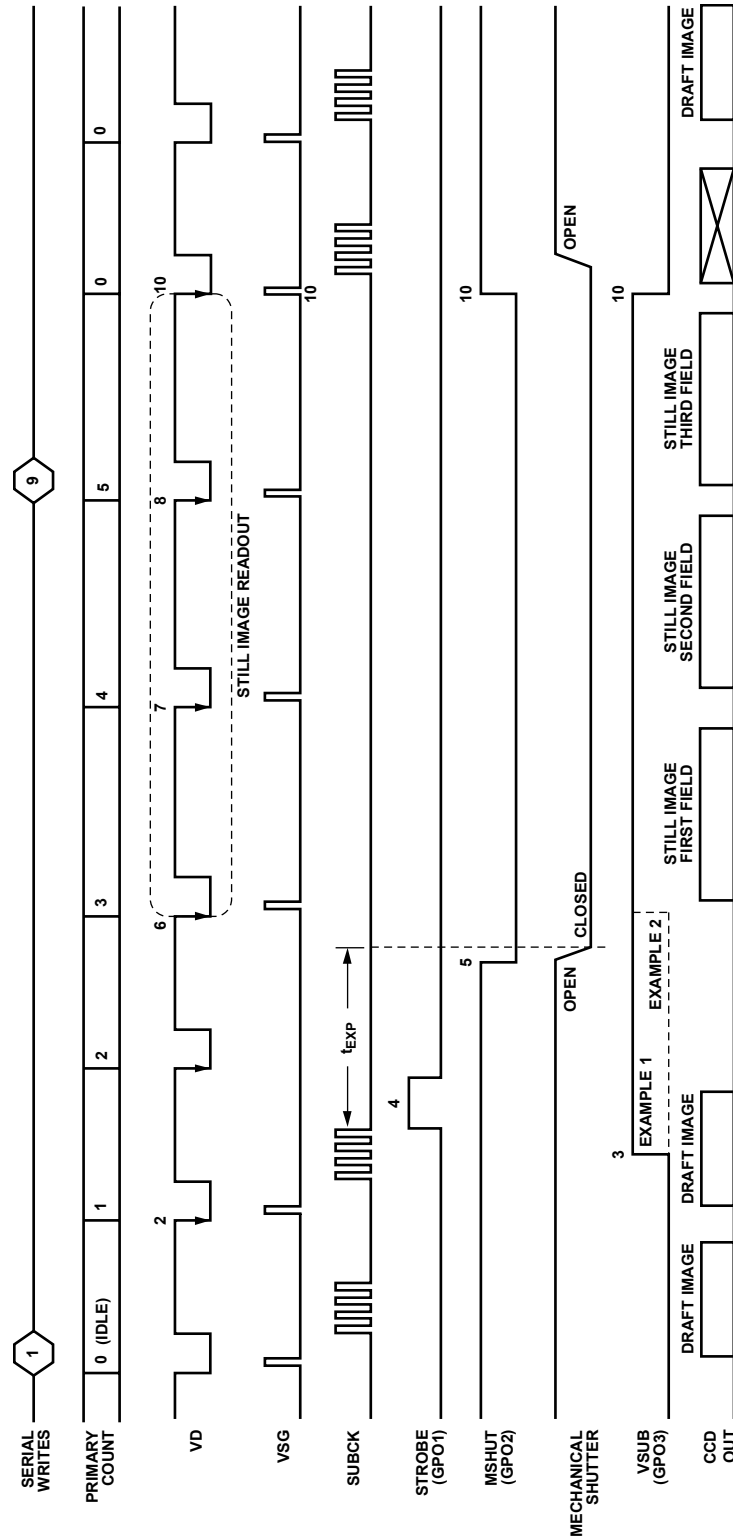 SERIAL
WRITES
1
9
PRIMARY
COUNT
0 (IDLE)
1
2
3
4
5
0
0
VD
2
6
7
8
10
STILL IMAGE READOUT
VSG
10
SUBCK
tEXP
STROBE
(GPO1)
4
MSHUT
(GPO2)
5
10
MECHANICAL
SHUTTER
OPEN
CLOSED
OPEN
VSUB
(GPO3)
3
EXAMPLE 1
EXAMPLE 2
10
CCD
OUT
DRAFT IMAGE
DRAFT IMAGE
STILL IMAGE
FIRST FIELD
STILL IMAGE
SECOND FIELD
STILL IMAGE
THIRD FIELD
DRAFT IMAGE